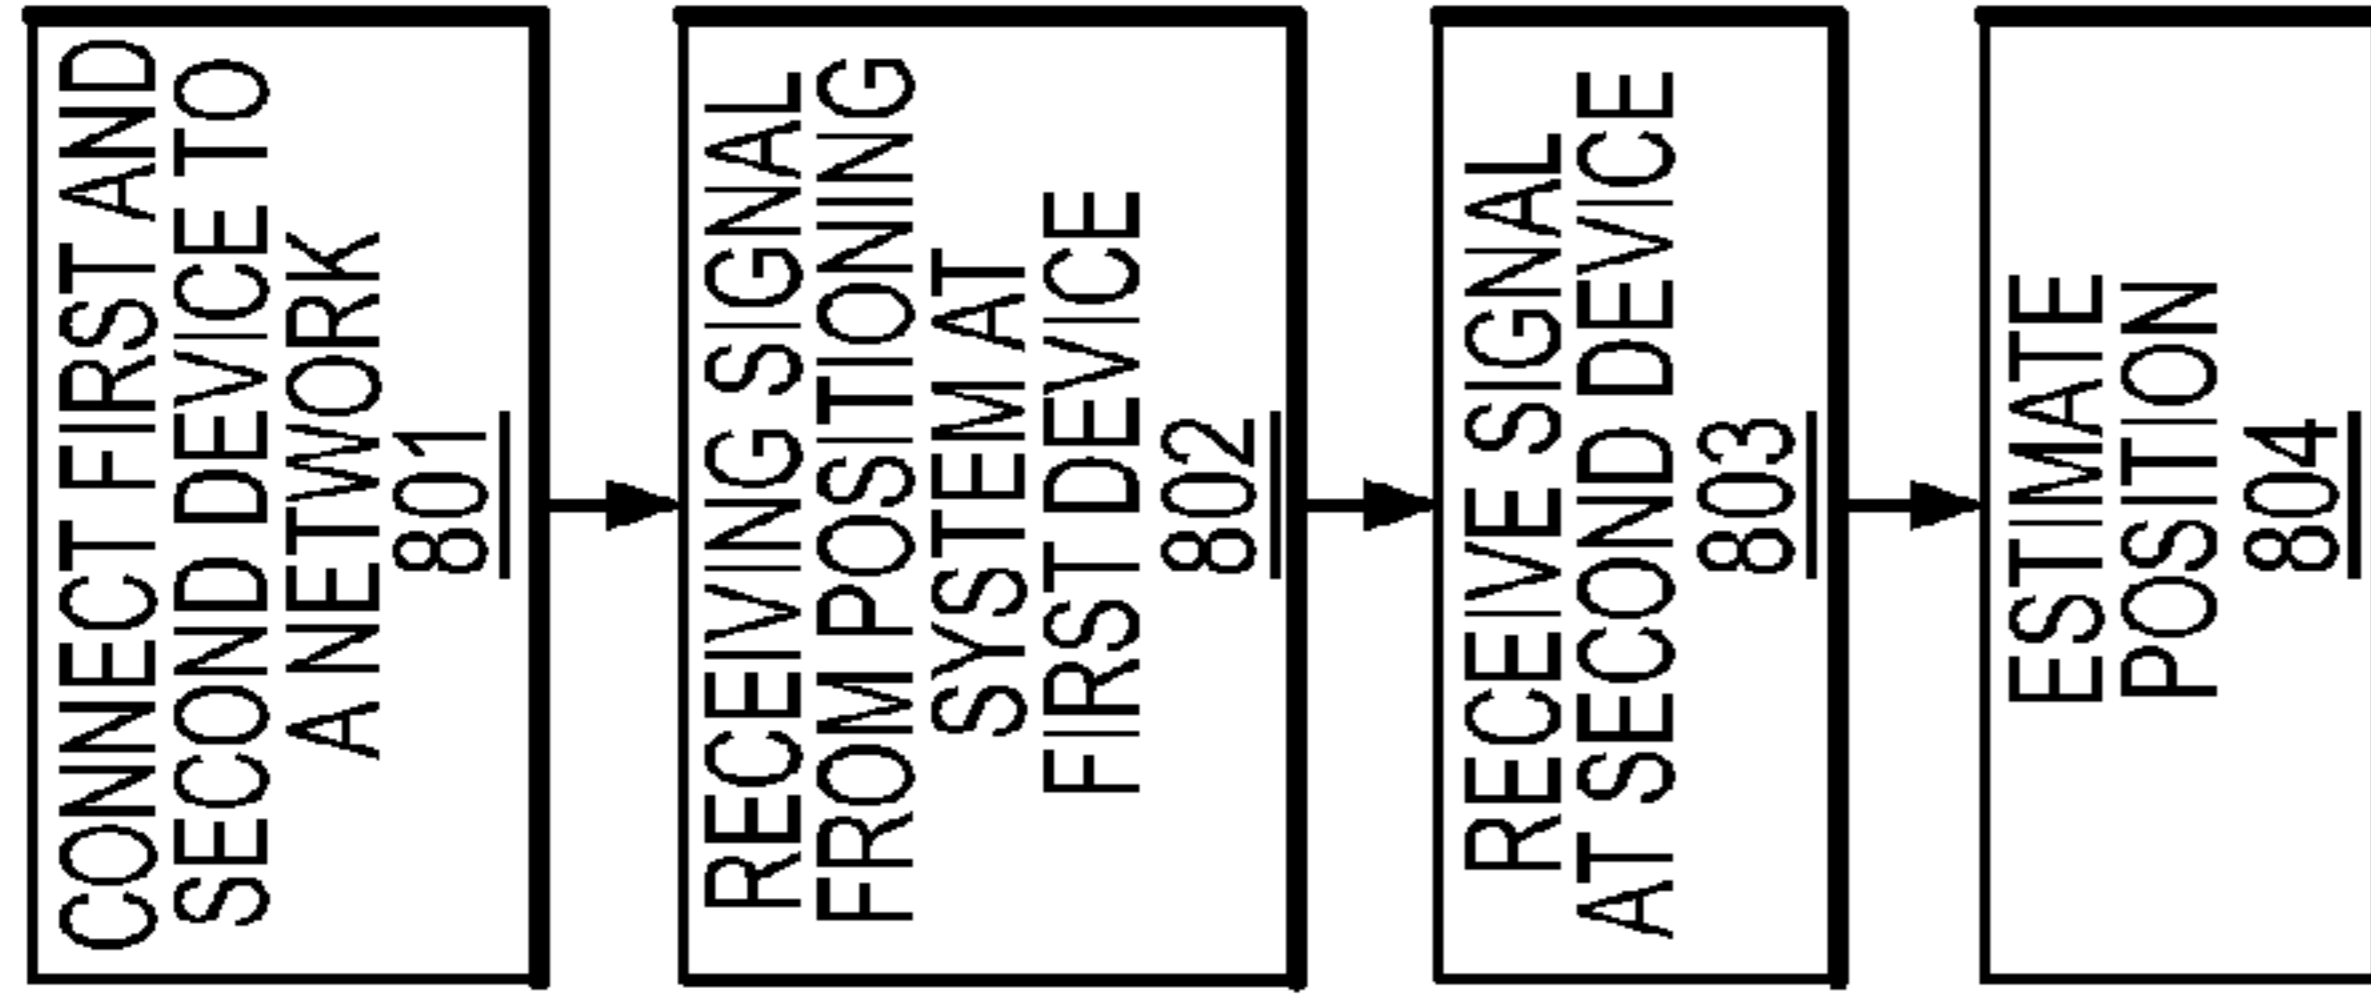 CONNECT FIRST AND
SECOND DEVICE TO
A NETWORK
801
RECEIVING SIGNAL
FROM POSITIONING
SYSTEM AT
FIRST DEVICE
802
RECEIVE SIGNAL
AT SECOND DEVICE
803
ESTIMATE
POSITION
804